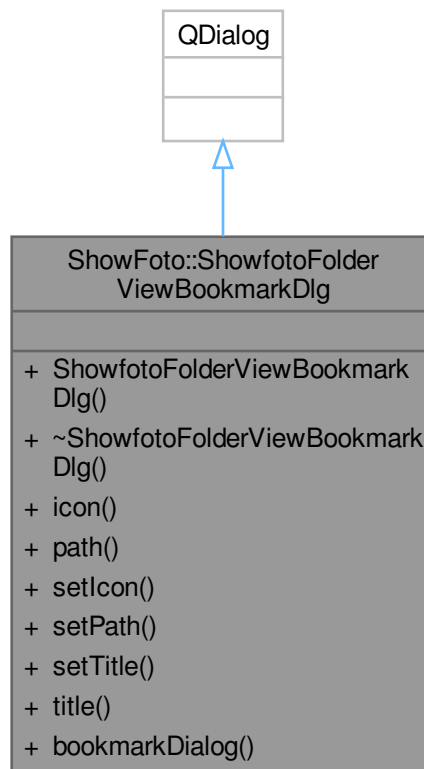 QDialog
ShowFoto::ShowfotoFolder
ViewBookmarkDlg
+ ShowfotoFolderViewBookmark
Dlg()
+ ~ShowfotoFolderViewBookmark
Dlg()
+ icon()
+ path()
+ setIcon()
+ setPath()
+ setTitle()
+ title()
+ bookmarkDialog()